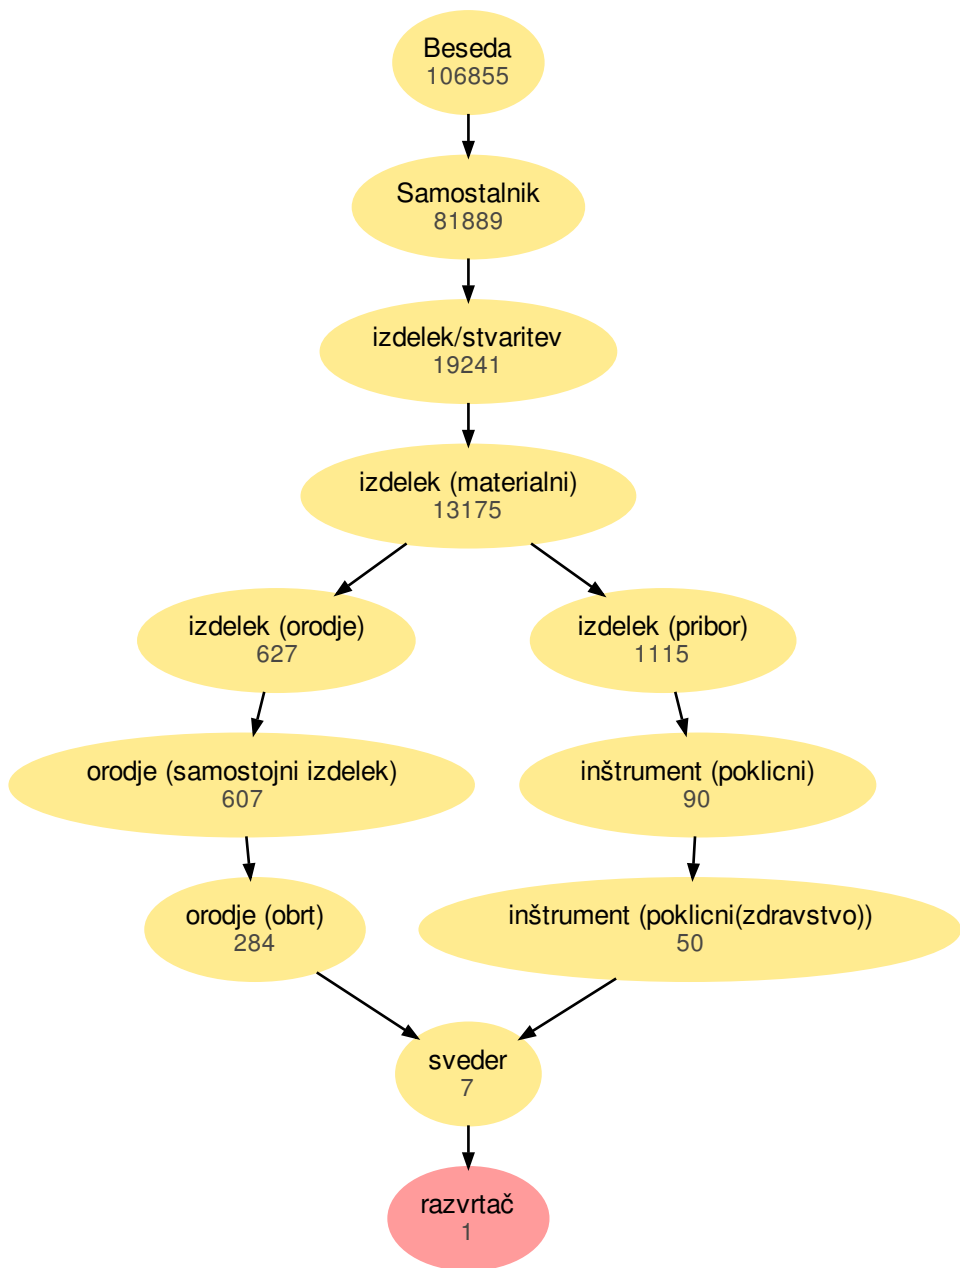 Beseda
106855
Samostalnik
81889
izdelek/stvaritev
19241
izdelek (materialni)
13175
izdelek (orodje)
627
izdelek (pribor)
1115
orodje (samostojni izdelek)
607
inštrument (poklicni)
90
orodje (obrt)
284
inštrument (poklicni(zdravstvo))
50
sveder
7
razvrtač
1